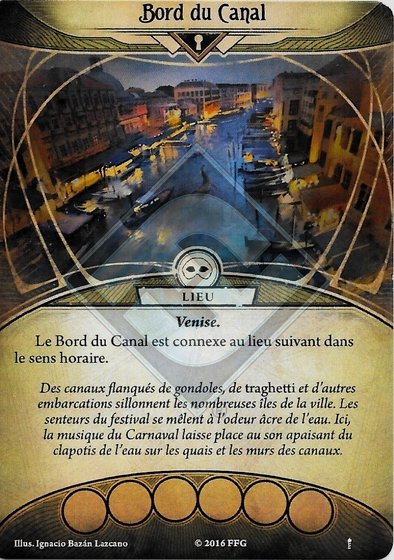 Bord du Canal
LIEU
Venise.
Le Bord du Canal est connexe au lieu suivant dans
le sens horaire.
Des canaux flanqués de gondoles, de traghetti et d'autres
embarcations sillonnent les nombreuses îles de la ville. Les
senteurs du festival se mêlent à l'odeur âcre de l'eau. Ici,
la musique du Carnaval laisse place au son apaisant du
clapotis de l'eau sur les quais et les murs des canaux.
Illus. Ignacio Bazán Lazcano
© 2016 FFG